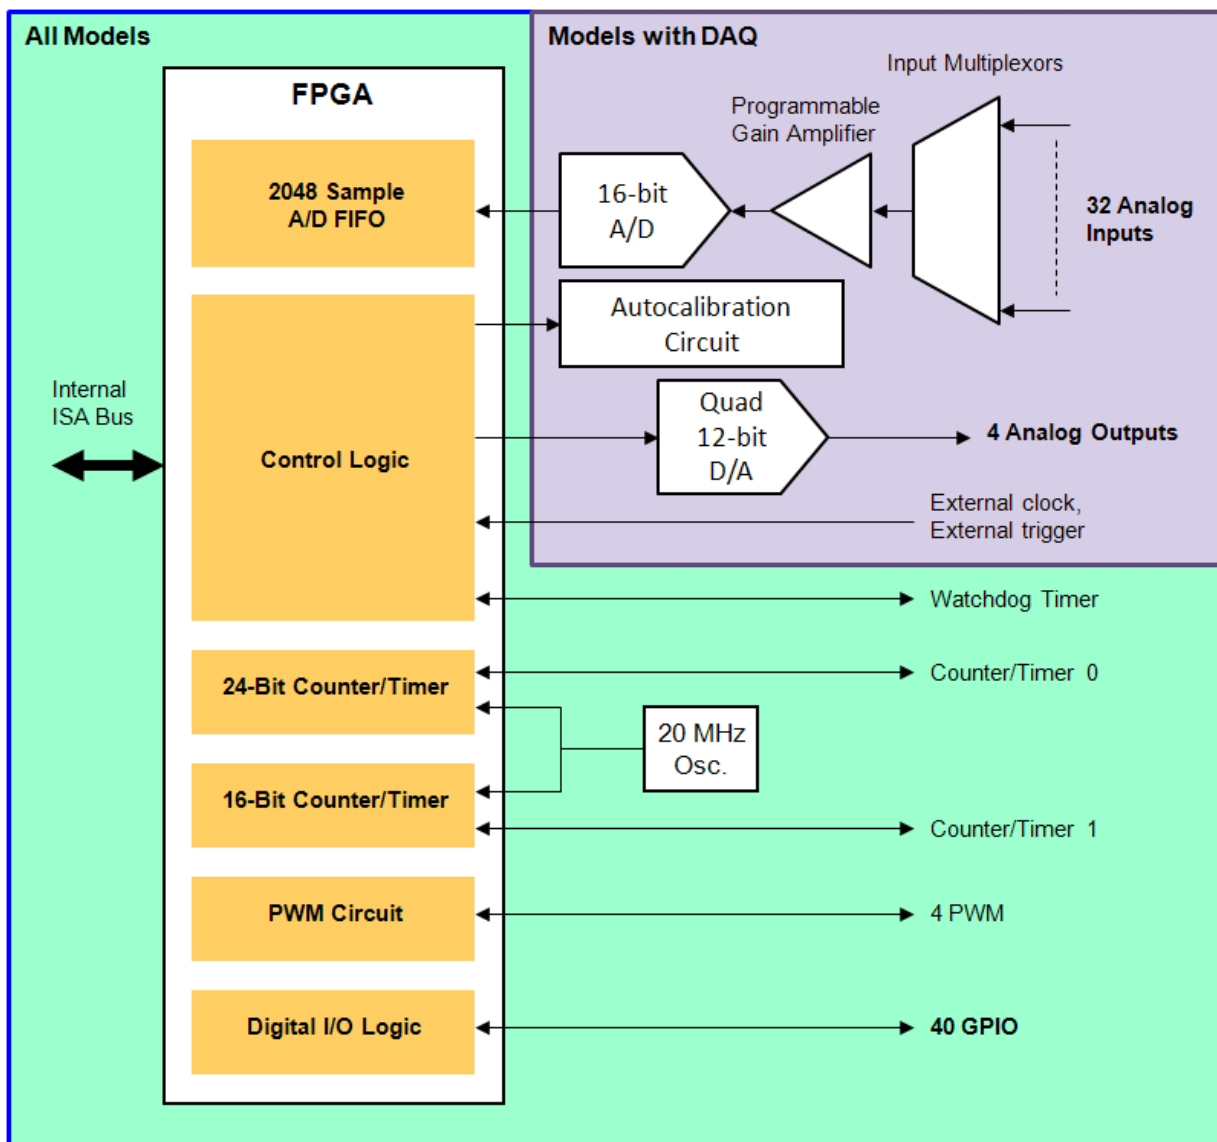 All Models
Models with DAQ
FPGA
Input Multiplexors
Programmable
Gain Amplifier
2048 Sample
A/D FIFO
16-bit
A/D
32 Analog
Inputs
Autocalibration
Circuit
Internal
ISA Bus
Control Logic
Quad
12-bit
D/A
4 Analog Outputs
External clock,
External trigger
Watchdog Timer
24-Bit Counter/Timer
Counter/Timer 0
20 MHz
Osc.
16-Bit Counter/Timer
Counter/Timer 1
PWM Circuit
4 PWM
Digital I/O Logic
40 GPIO